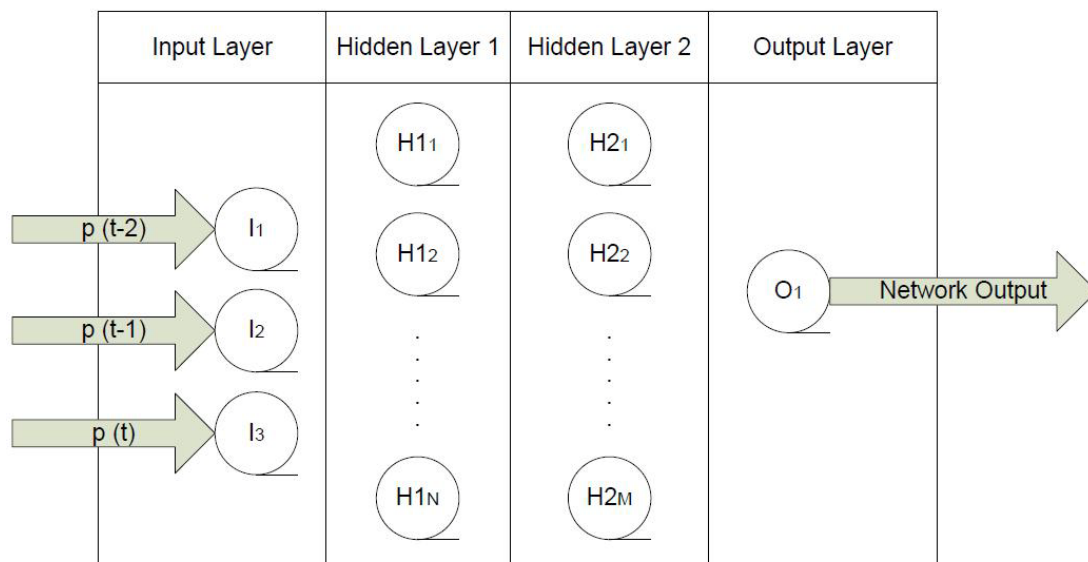 Input Layer
Hidden Layer 1
Hidden Layer 2
Output Layer
H1₁
H2₁
p (t-2)
I₁
H1₂
H2₂
O₁
Network Output
p (t-1)
I₂
p (t)
I₃
H1N
H2M